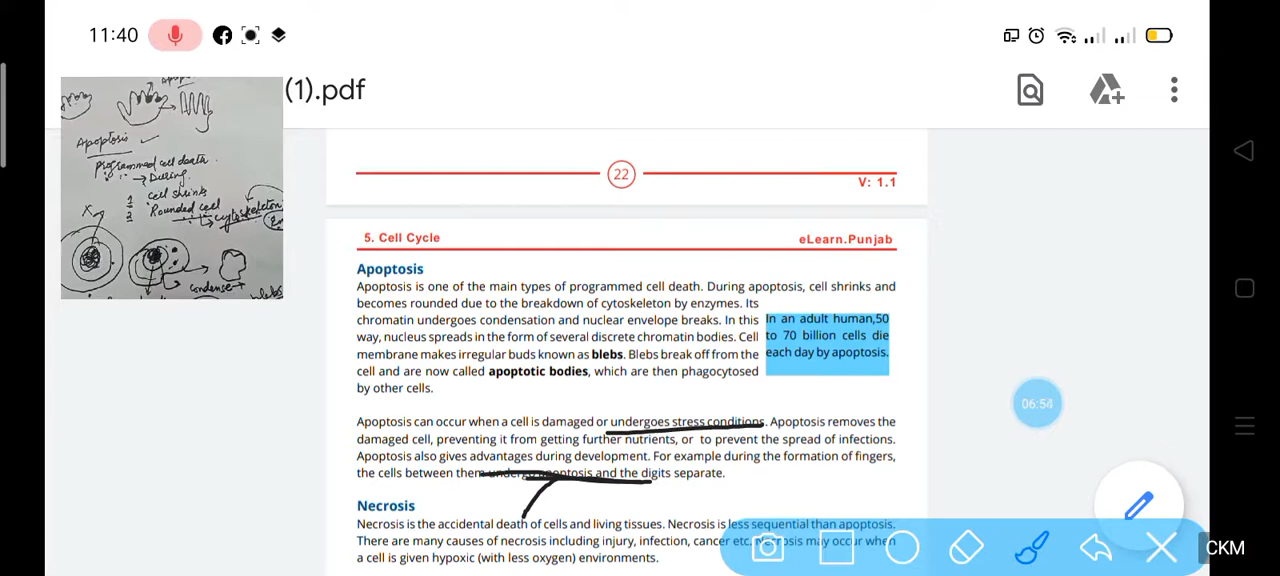 11:40
(1).pdf
Apoptosis
programmed cell death
→ During
1 cell shrinks
2 Rounded cell
cytoskeleton
X
condense
blebs
22
V: 1.1
5. Cell Cycle eLearn.Punjab
Apoptosis
Apoptosis is one of the main types of programmed cell death. During apoptosis, cell shrinks and
becomes rounded due to the breakdown of cytoskeleton by enzymes. Its
chromatin undergoes condensation and nuclear envelope breaks. In this
way, nucleus spreads in the form of several discrete chromatin bodies. Cell
membrane makes irregular buds known as blebs. Blebs break off from the
cell and are now called apoptotic bodies, which are then phagocytosed
by other cells.
In an adult human,50
to 70 billion cells die
each day by apoptosis.
Apoptosis can occur when a cell is damaged or undergoes stress conditions. Apoptosis removes the
damaged cell, preventing it from getting further nutrients, or to prevent the spread of infections.
Apoptosis also gives advantages during development. For example during the formation of fingers,
the cells between them undergo apoptosis and the digits separate.
Necrosis
Necrosis is the accidental death of cells and living tissues. Necrosis is less sequential than apoptosis.
There are many causes of necrosis including injury, infection, cancer etc. Necrosis may occur when
a cell is given hypoxic (with less oxygen) environments.
06:54
CKM